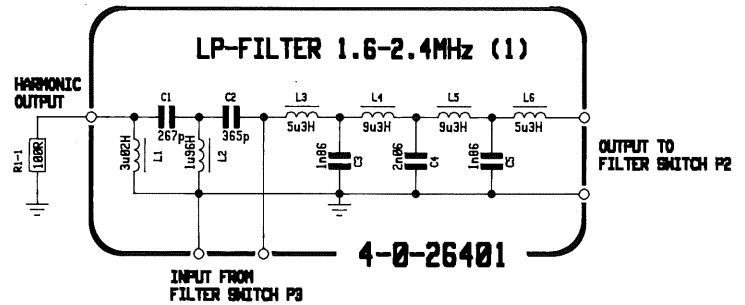 LP-FILTER 1.6-2.4MHz (1)
HARMONIC
OUTPUT
R1-1
100R
C1
267p
C2
365p
L3
5u3H
L4
9u3H
L5
9u3H
L6
5u3H
3u02H
L1
1u96H
L2
1n86
C3
2n06
C4
1n86
C5
OUTPUT TO
FILTER SWITCH P2
4-0-26401
INPUT FROM
FILTER SWITCH P3